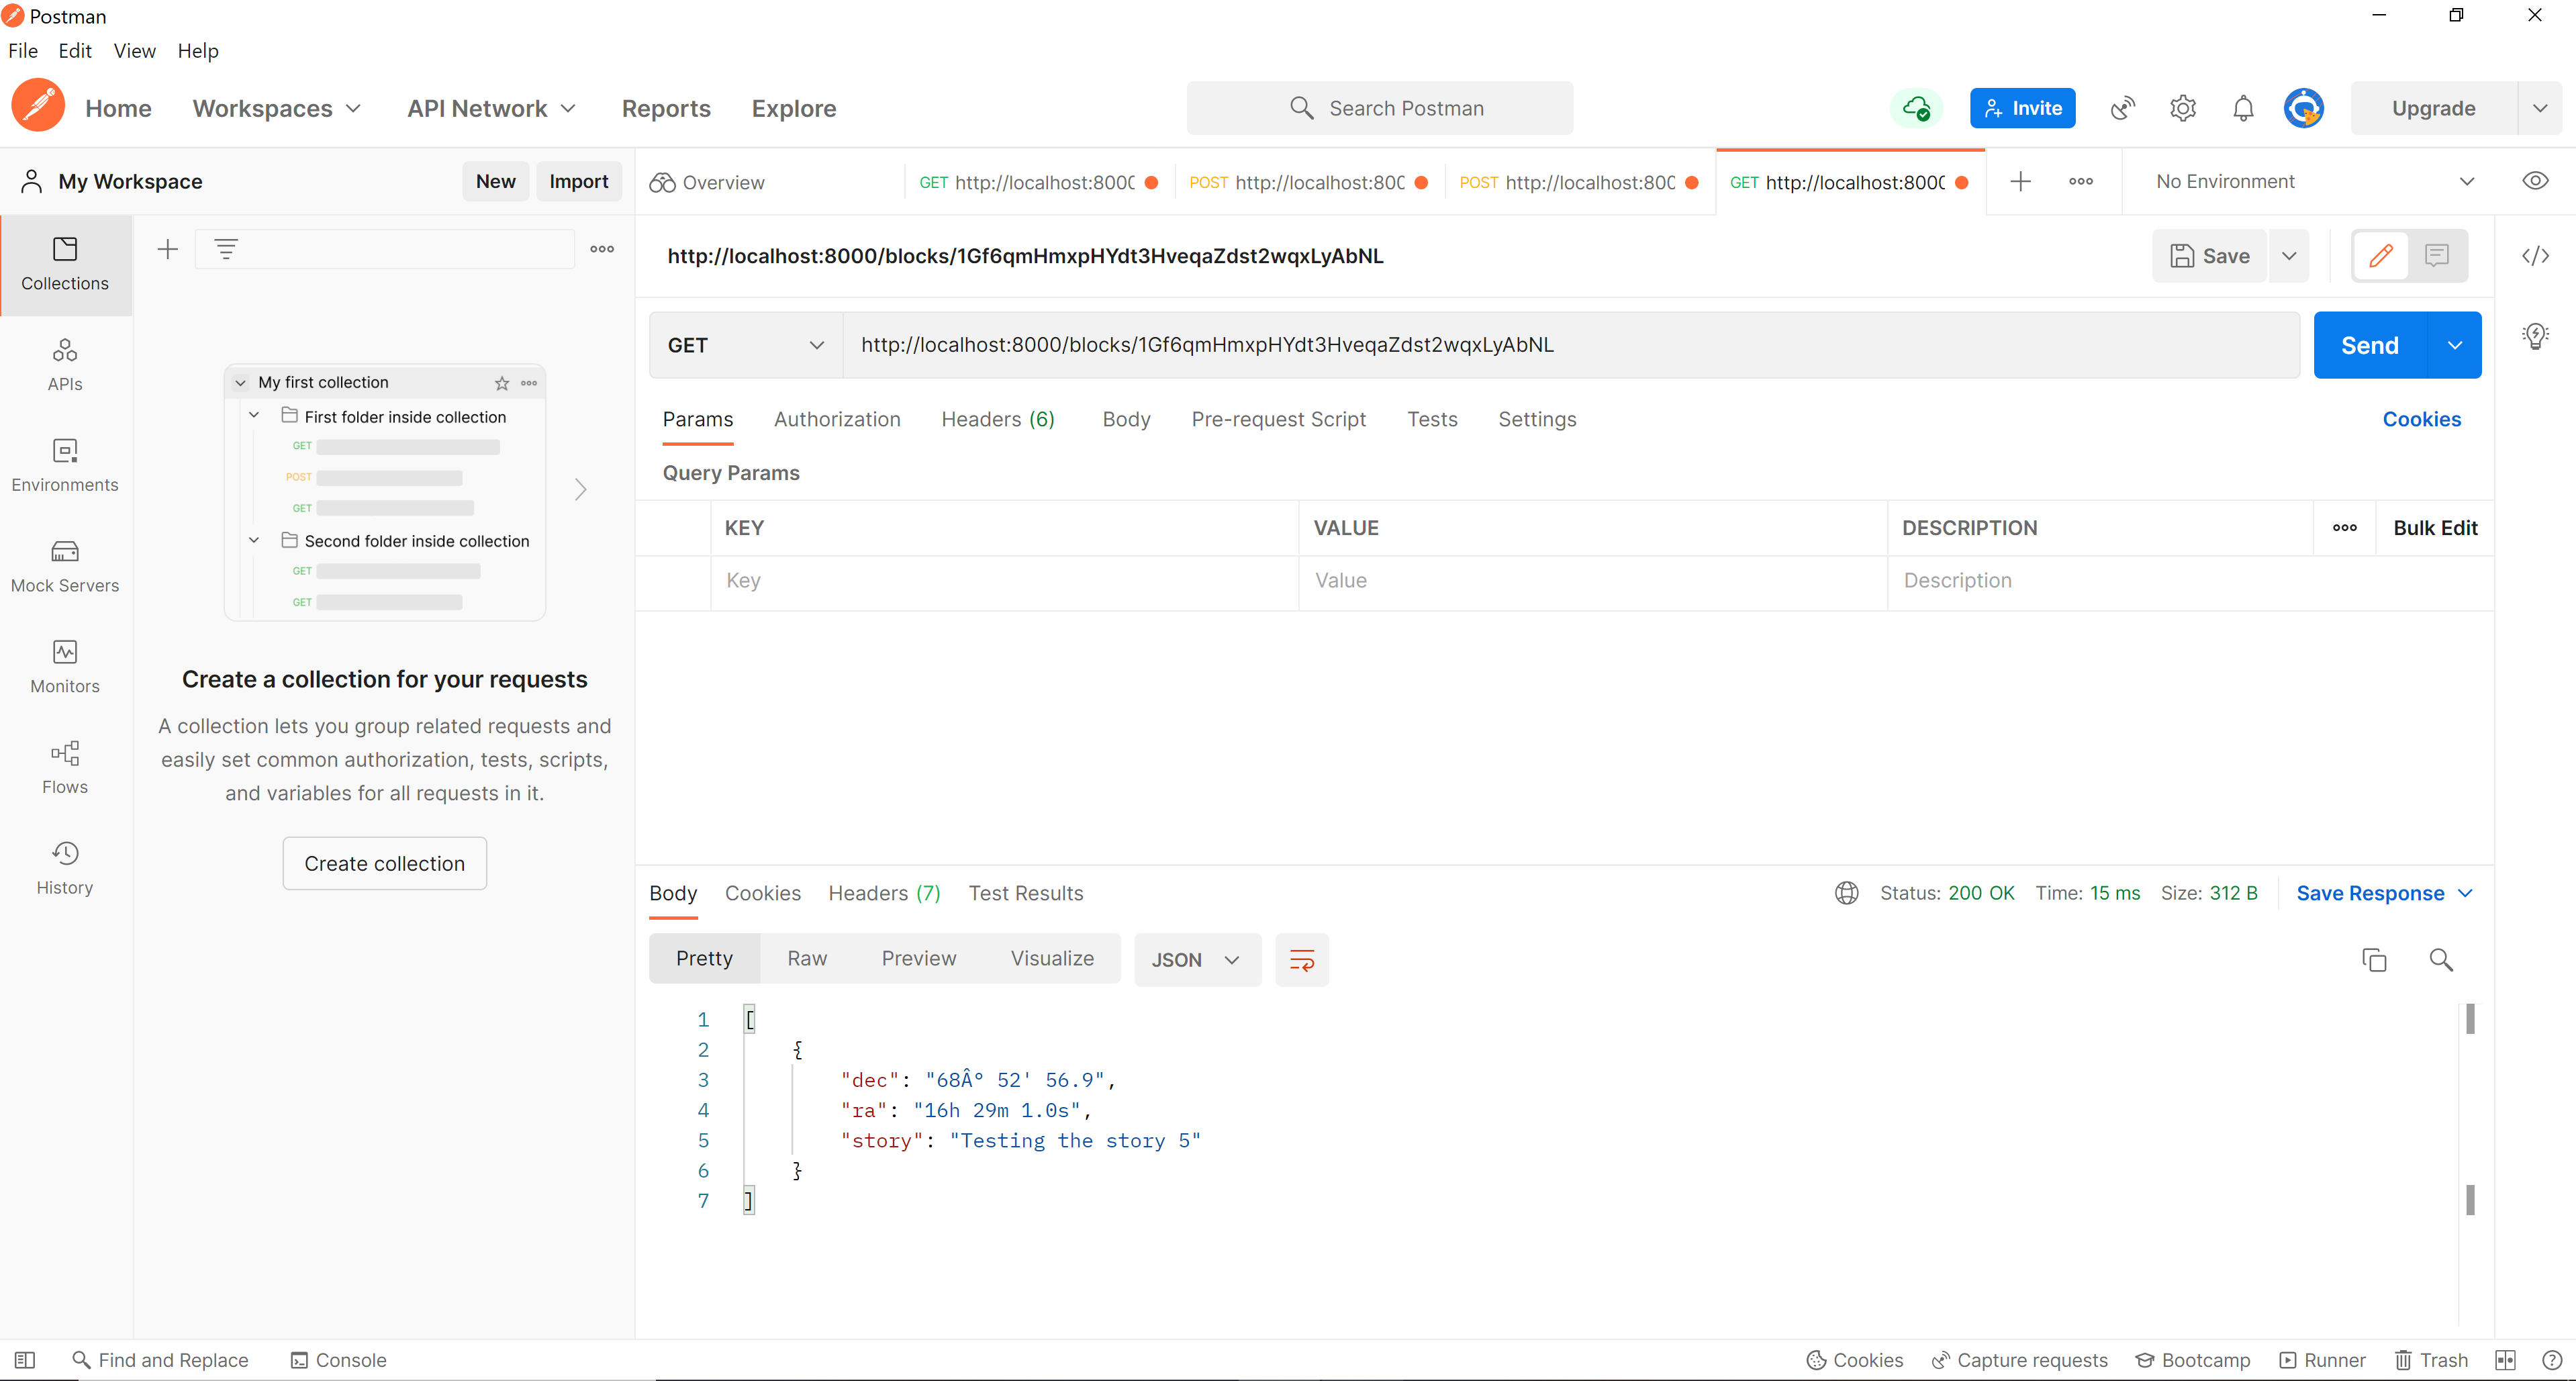 Postman
File Edit View Help
Home Workspaces API Network Reports Explore Search Postman Invite Upgrade
My Workspace New Import Overview GET http://localhost:8000 POST http://localhost:800 POST http://localhost:800 GET http://localhost:8000 No Environment
http://localhost:8000/blocks/1Gf6qmHmxpHYdt3HveqaZdst2wqxLyAbNL Save
Collections
APIs
Environments
Mock Servers
Monitors
Flows
History
My first collection
First folder inside collection
GET
POST
GET
Second folder inside collection
GET
GET
Create a collection for your requests
A collection lets you group related requests and
easily set common authorization, tests, scripts,
and variables for all requests in it.
Create collection
GET http://localhost:8000/blocks/1Gf6qmHmxpHYdt3HveqaZdst2wqxLyAbNL Send
Params Authorization Headers (6) Body Pre-request Script Tests Settings Cookies
Query Params
KEY VALUE DESCRIPTION Bulk Edit
Key Value Description
Body Cookies Headers (7) Test Results Status: 200 OK Time: 15 ms Size: 312 B Save Response
Pretty Raw Preview Visualize JSON
1 [
2 {
3 "dec": "68Â° 52' 56.9",
4 "ra": "16h 29m 1.0s",
5 "story": "Testing the story 5"
6 }
7 ]
Find and Replace Console Cookies Capture requests Bootcamp Runner Trash